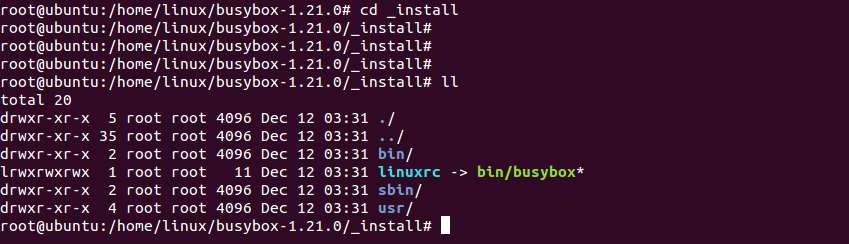 root@ubuntu:/home/linux/busybox-1.21.0# cd _install
root@ubuntu:/home/linux/busybox-1.21.0/_install#
root@ubuntu:/home/linux/busybox-1.21.0/_install#
root@ubuntu:/home/linux/busybox-1.21.0/_install#
root@ubuntu:/home/linux/busybox-1.21.0/_install# ll
total 20
drwxr-xr-x  5 root root 4096 Dec 12 03:31 ./
drwxr-xr-x 35 root root 4096 Dec 12 03:31 ../
drwxr-xr-x  2 root root 4096 Dec 12 03:31 bin/
lrwxrwxrwx  1 root root   11 Dec 12 03:31 linuxrc -> bin/busybox*
drwxr-xr-x  2 root root 4096 Dec 12 03:31 sbin/
drwxr-xr-x  4 root root 4096 Dec 12 03:31 usr/
root@ubuntu:/home/linux/busybox-1.21.0/_install#